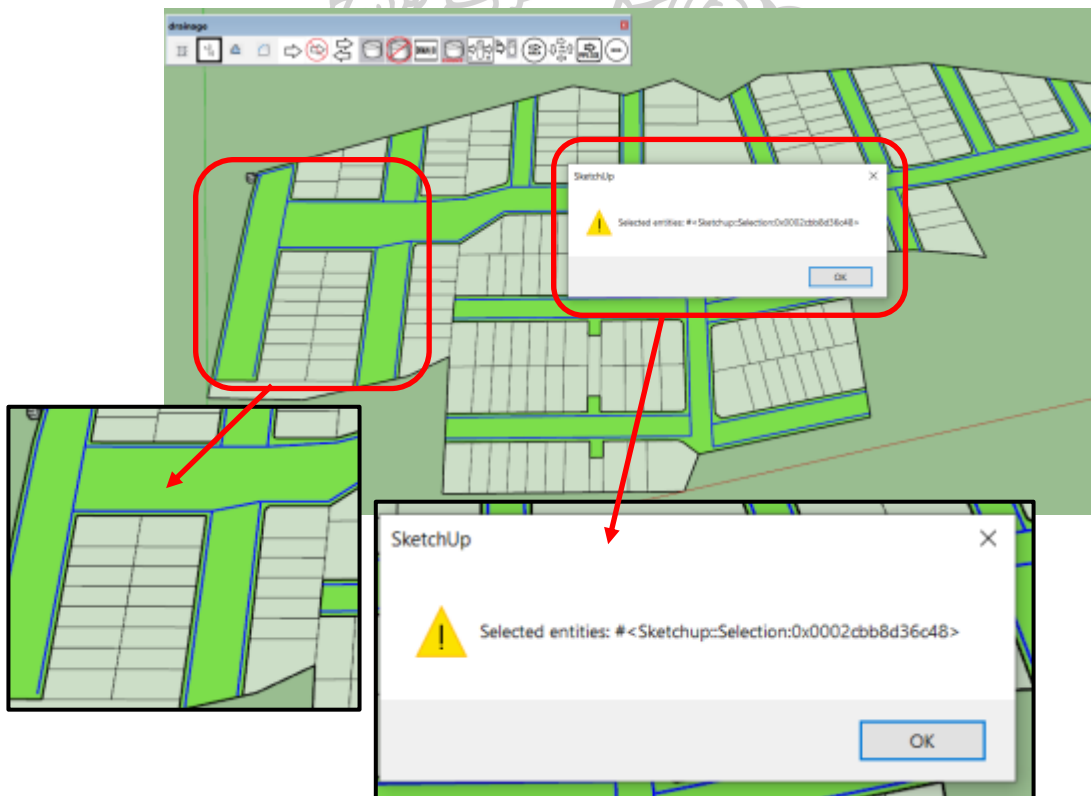 drainage
SketchUp
Selected entities: #<Sketchup::Selection:0x0002cbb8d36c48>
OK
SketchUp
Selected entities: #<Sketchup::Selection:0x0002cbb8d36c48>
OK